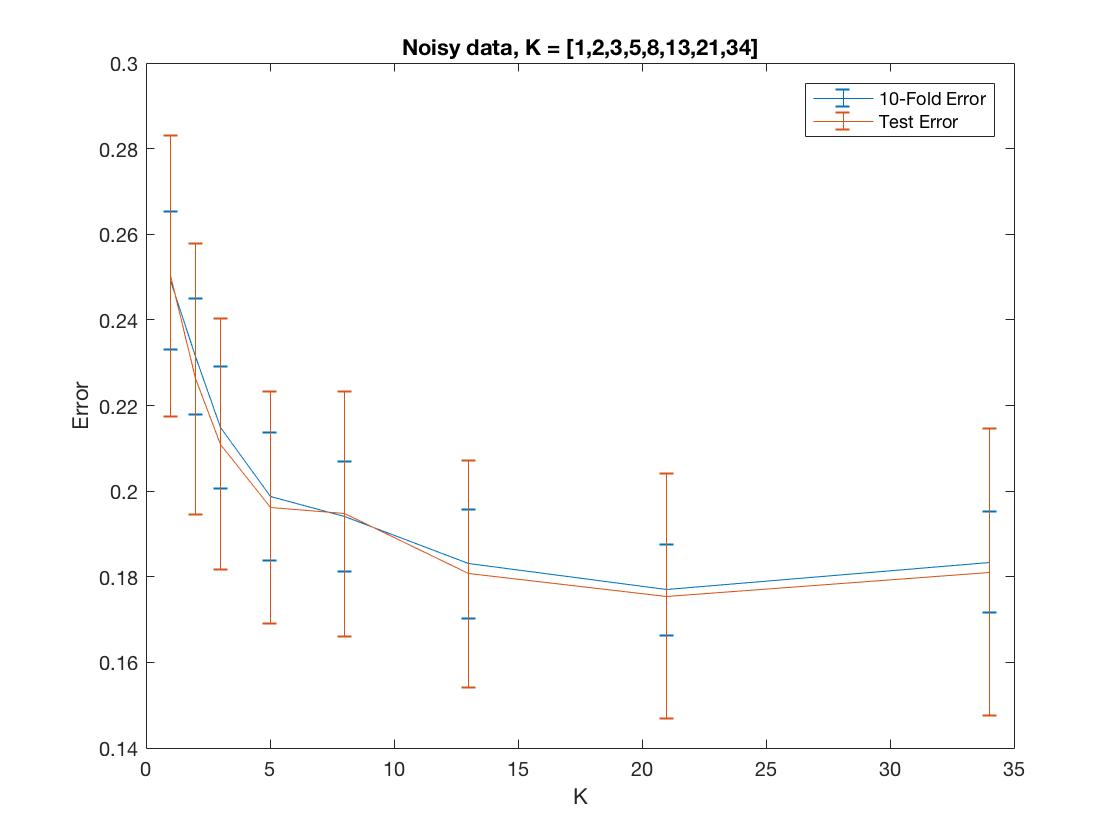 Noisy data, K = [1,2,3,5,8,13,21,34]
0.3
0.28
0.26
0.24
0.22
0.2
0.18
0.16
0.14
Error
10-Fold Error
Test Error
0 5 10 15 20 25 30 35
K